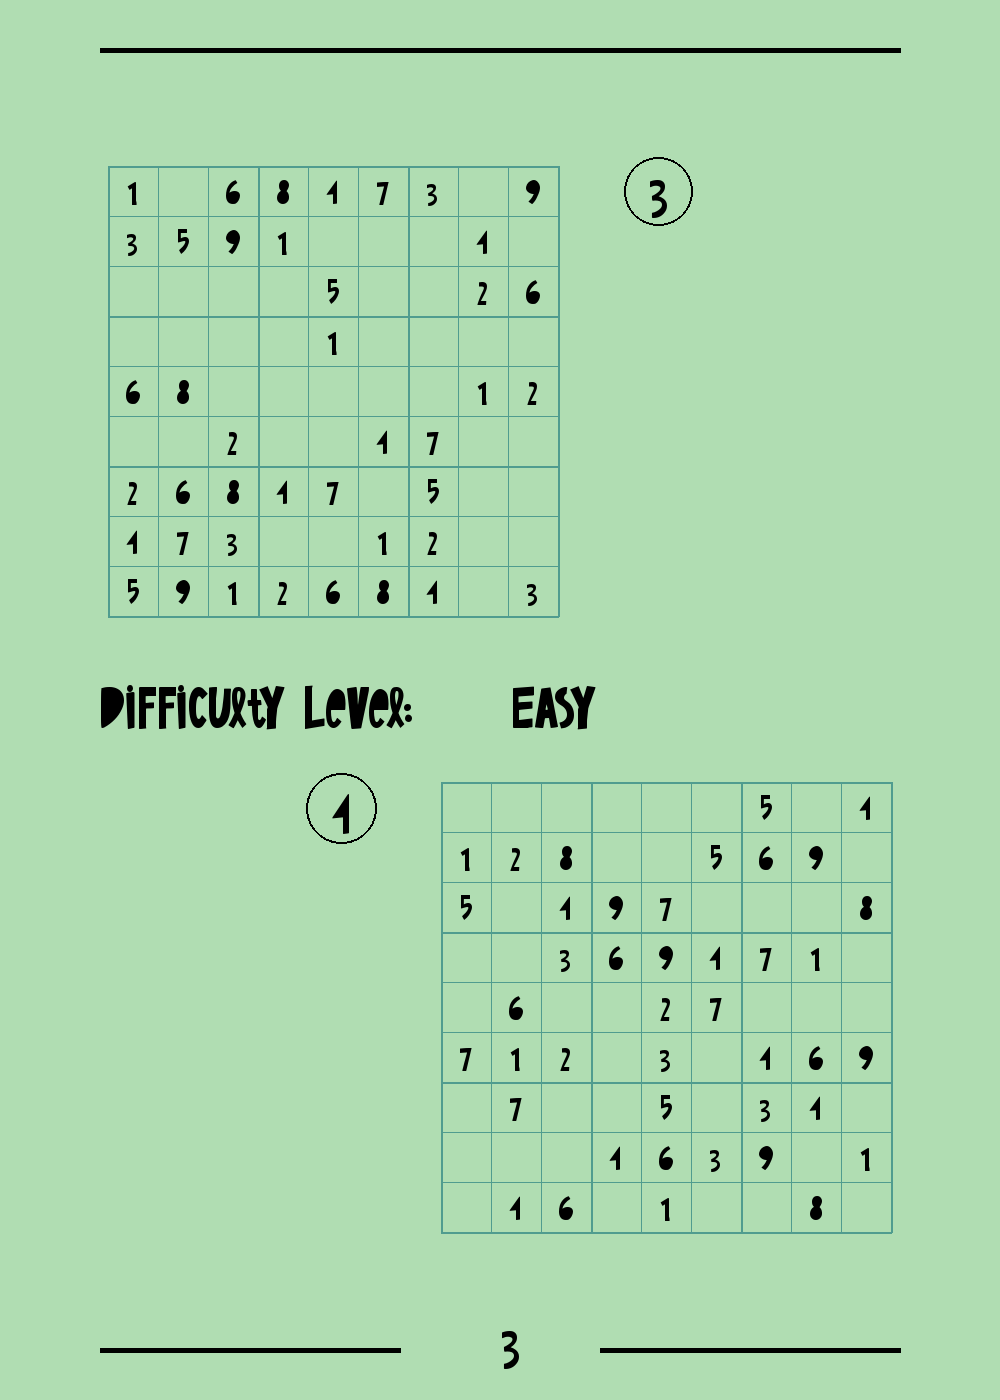 3
1 6 8 4 7 3 9
3 5 9 1 4
5 2 6
1
6 8 1 2
2 4 7
2 6 8 4 7 5
4 7 3 1 2
5 9 1 2 6 8 4 3
Difficulty Level: EASY
4
5 4
1 2 8 5 6 9
5 4 9 7 8
3 6 9 4 7 1
6 2 7
7 1 2 3 4 6 9
7 5 3 4
4 6 3 9 1
4 6 1 8
3